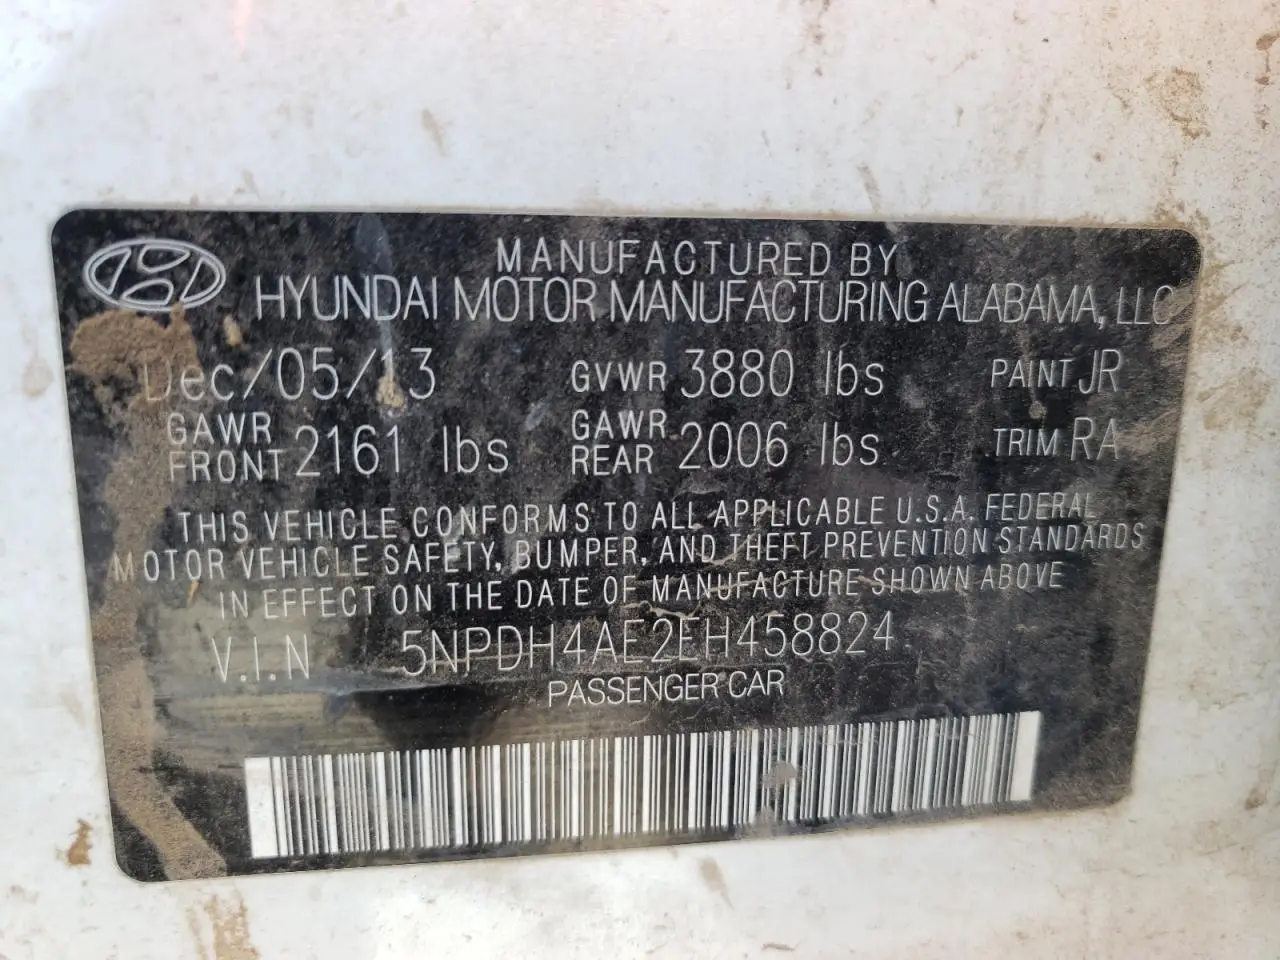 MANUFACTURED BY
HYUNDAI MOTOR MANUFACTURING ALABAMA, LLC
Dec/05/13 GVWR 3880 lbs PAINT JR
GAWR FRONT 2161 lbs GAWR REAR 2006 lbs TRIM RA
THIS VEHICLE CONFORMS TO ALL APPLICABLE U.S.A. FEDERAL
MOTOR VEHICLE SAFETY, BUMPER, AND THEFT PREVENTION STANDARDS
IN EFFECT ON THE DATE OF MANUFACTURE SHOWN ABOVE
V.I.N 5NPDH4AE2EH458824
PASSENGER CAR